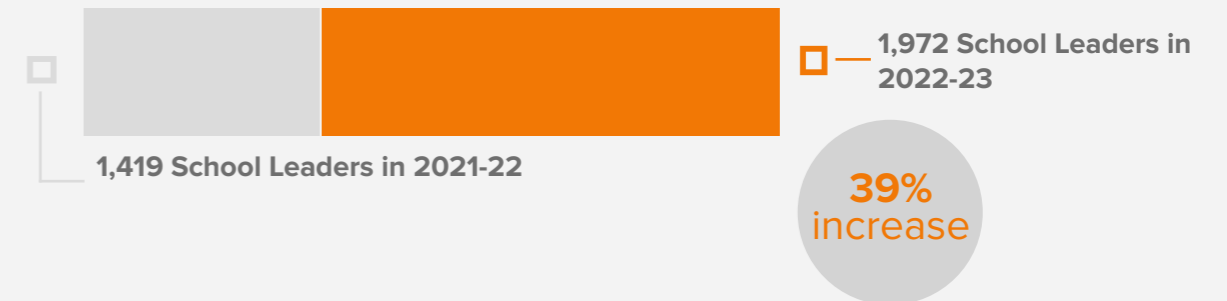 1,972 School Leaders in
2022-23
1,419 School Leaders in 2021-22
39%
increase